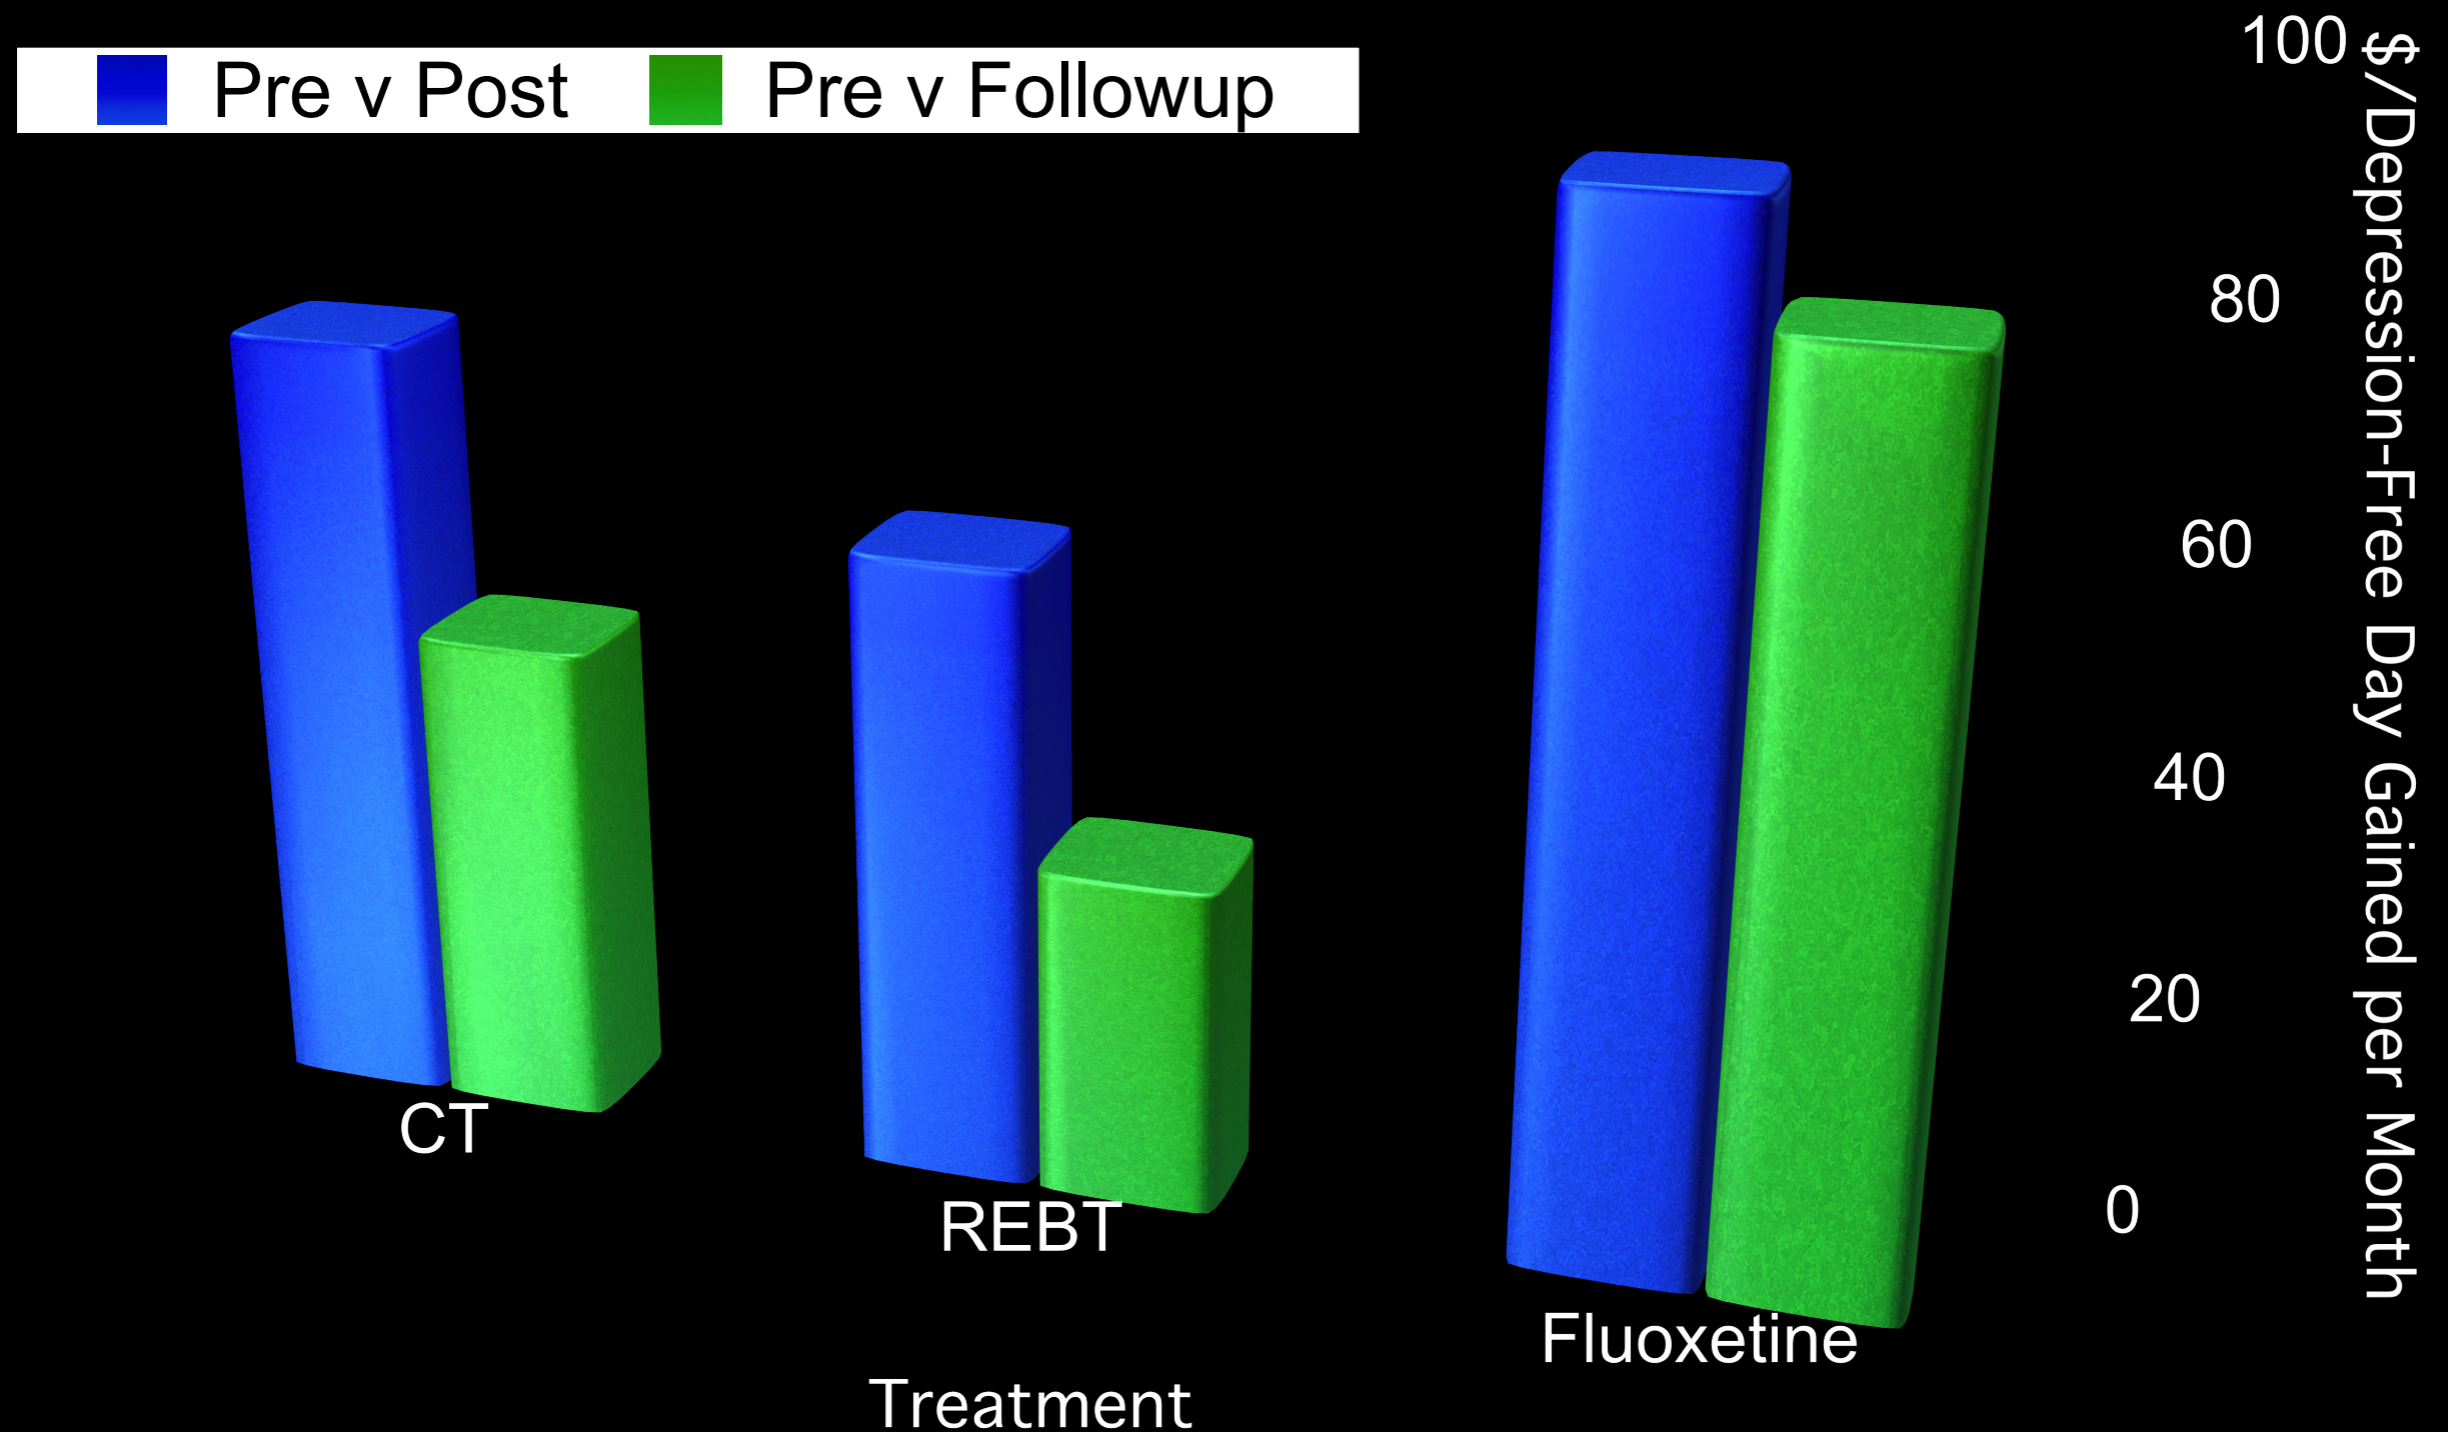 Pre v Post Pre v Followup
100
80
60
40
20
0
$/Depression-Free Day Gained per Month
CT
REBT
Fluoxetine
Treatment